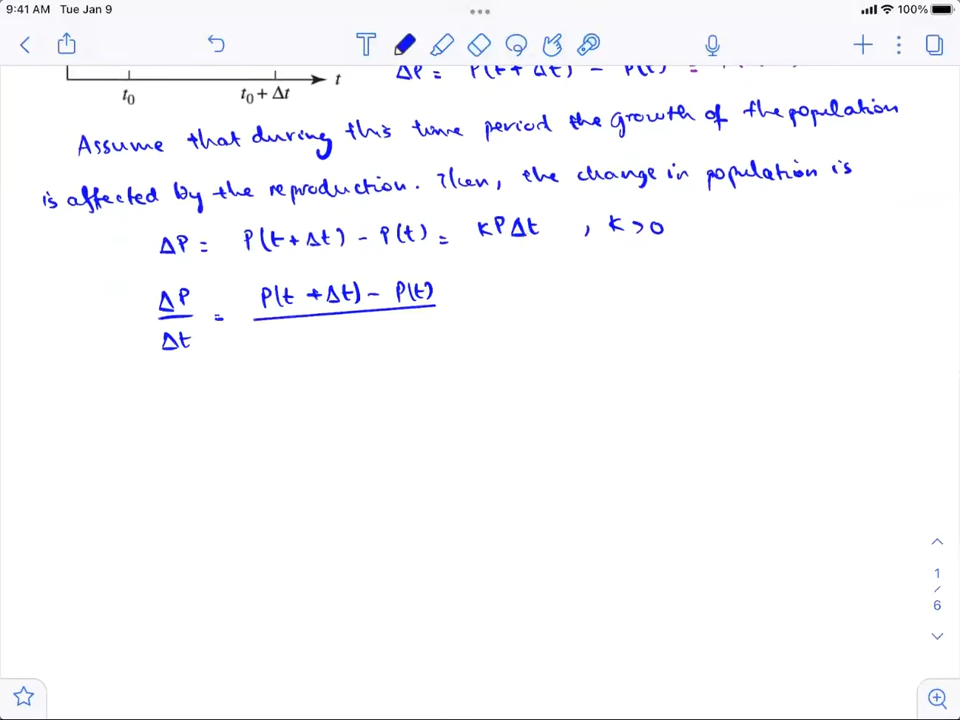 9:41 AM Tue Jan 9
100%
t
t₀ t₀ + Δt
ΔP = P(t + Δt) - P(t) =
Assume that during this time period the growth of the population
is affected by the reproduction. Then, the change in population is
ΔP = P(t + Δt) - P(t) = KPΔt , K > 0
ΔP = P(t + Δt) - P(t)
Δt
1
/
6